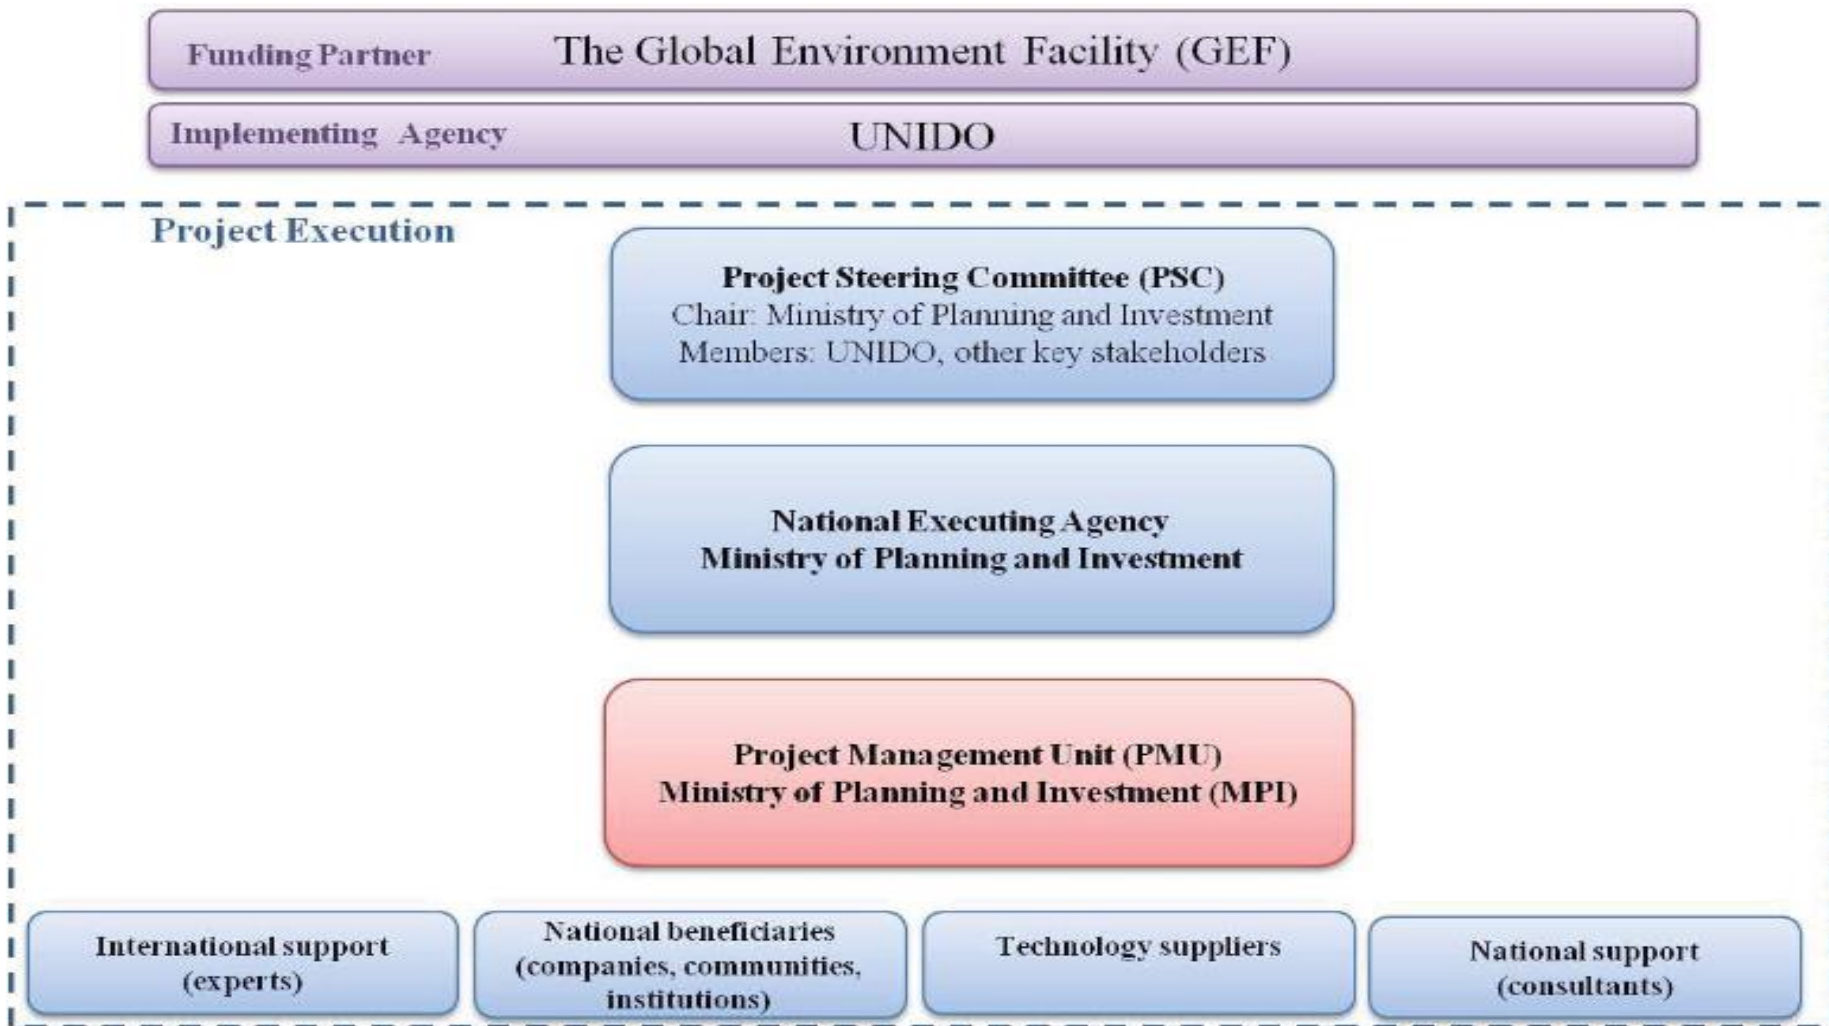 Funding Partner The Global Environment Facility (GEF)
Implementing Agency UNIDO
Project Execution
Project Steering Committee (PSC)
Chair: Ministry of Planning and Investment
Members: UNIDO, other key stakeholders
National Executing Agency
Ministry of Planning and Investment
Project Management Unit (PMU)
Ministry of Planning and Investment (MPI)
International support
(experts)
National beneficiaries
(companies, communities,
institutions)
Technology suppliers
National support
(consultants)